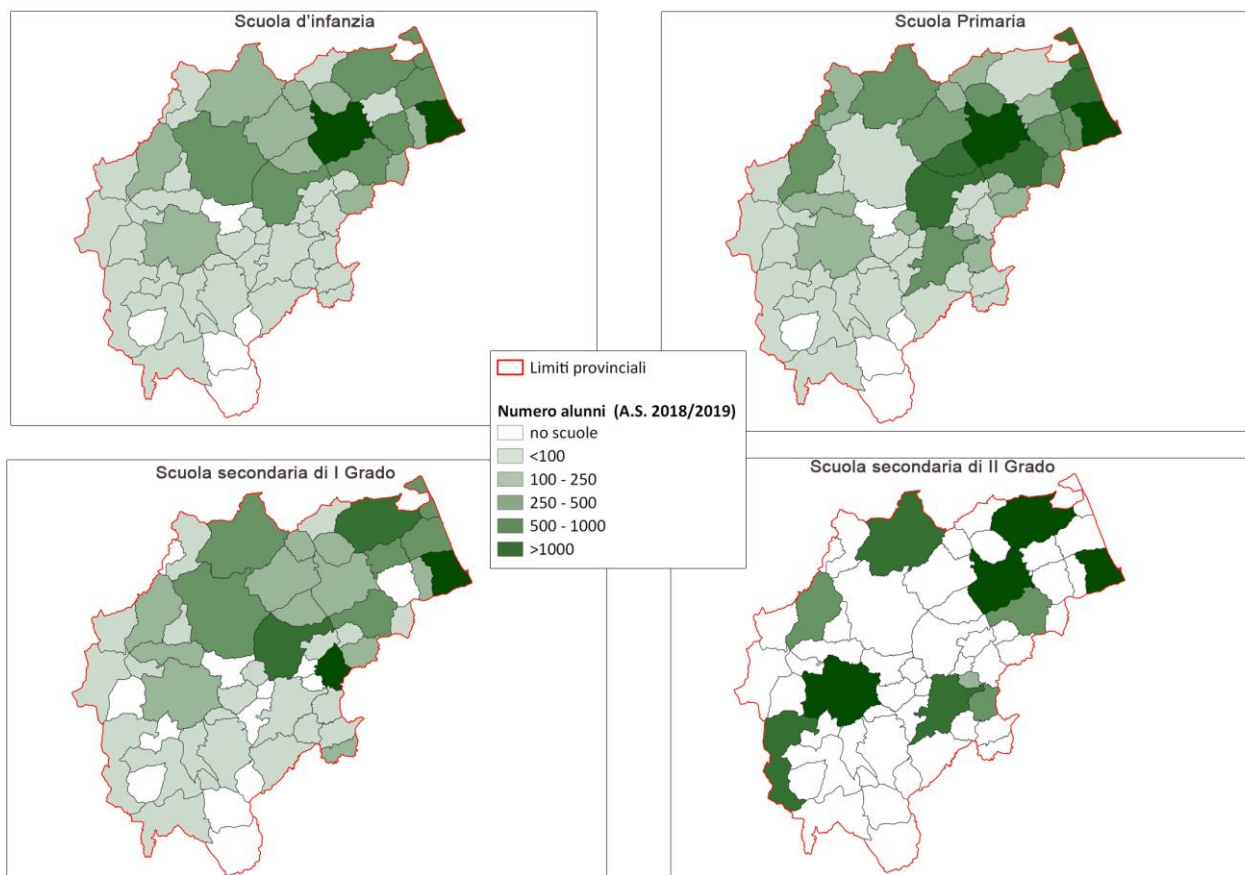 Scuola d'infanzia
Scuola Primaria
Limiti provinciali
Numero alunni (A.S. 2018/2019)
no scuole
<100
100 - 250
250 - 500
500 - 1000
>1000
Scuola secondaria di I Grado
Scuola secondaria di II Grado